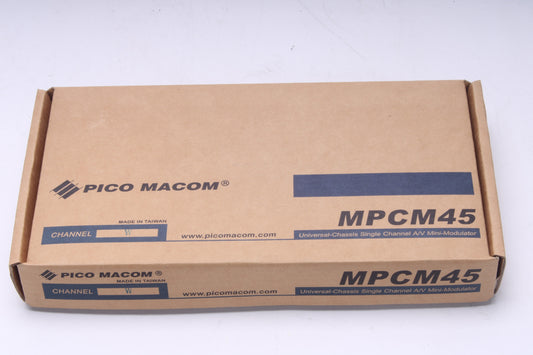 PICO MACOM®
MPCM45
MADE IN TAIWAN
CHANNEL
www.picomacom.com
Universal-Chassis Single Channel A/V Mini-Modulator
PICO MACOM®
MPCM45
MADE IN TAIWAN
CHANNEL
www.picomacom.com
Universal-Chassis Single Channel A/V Mini-Modulator